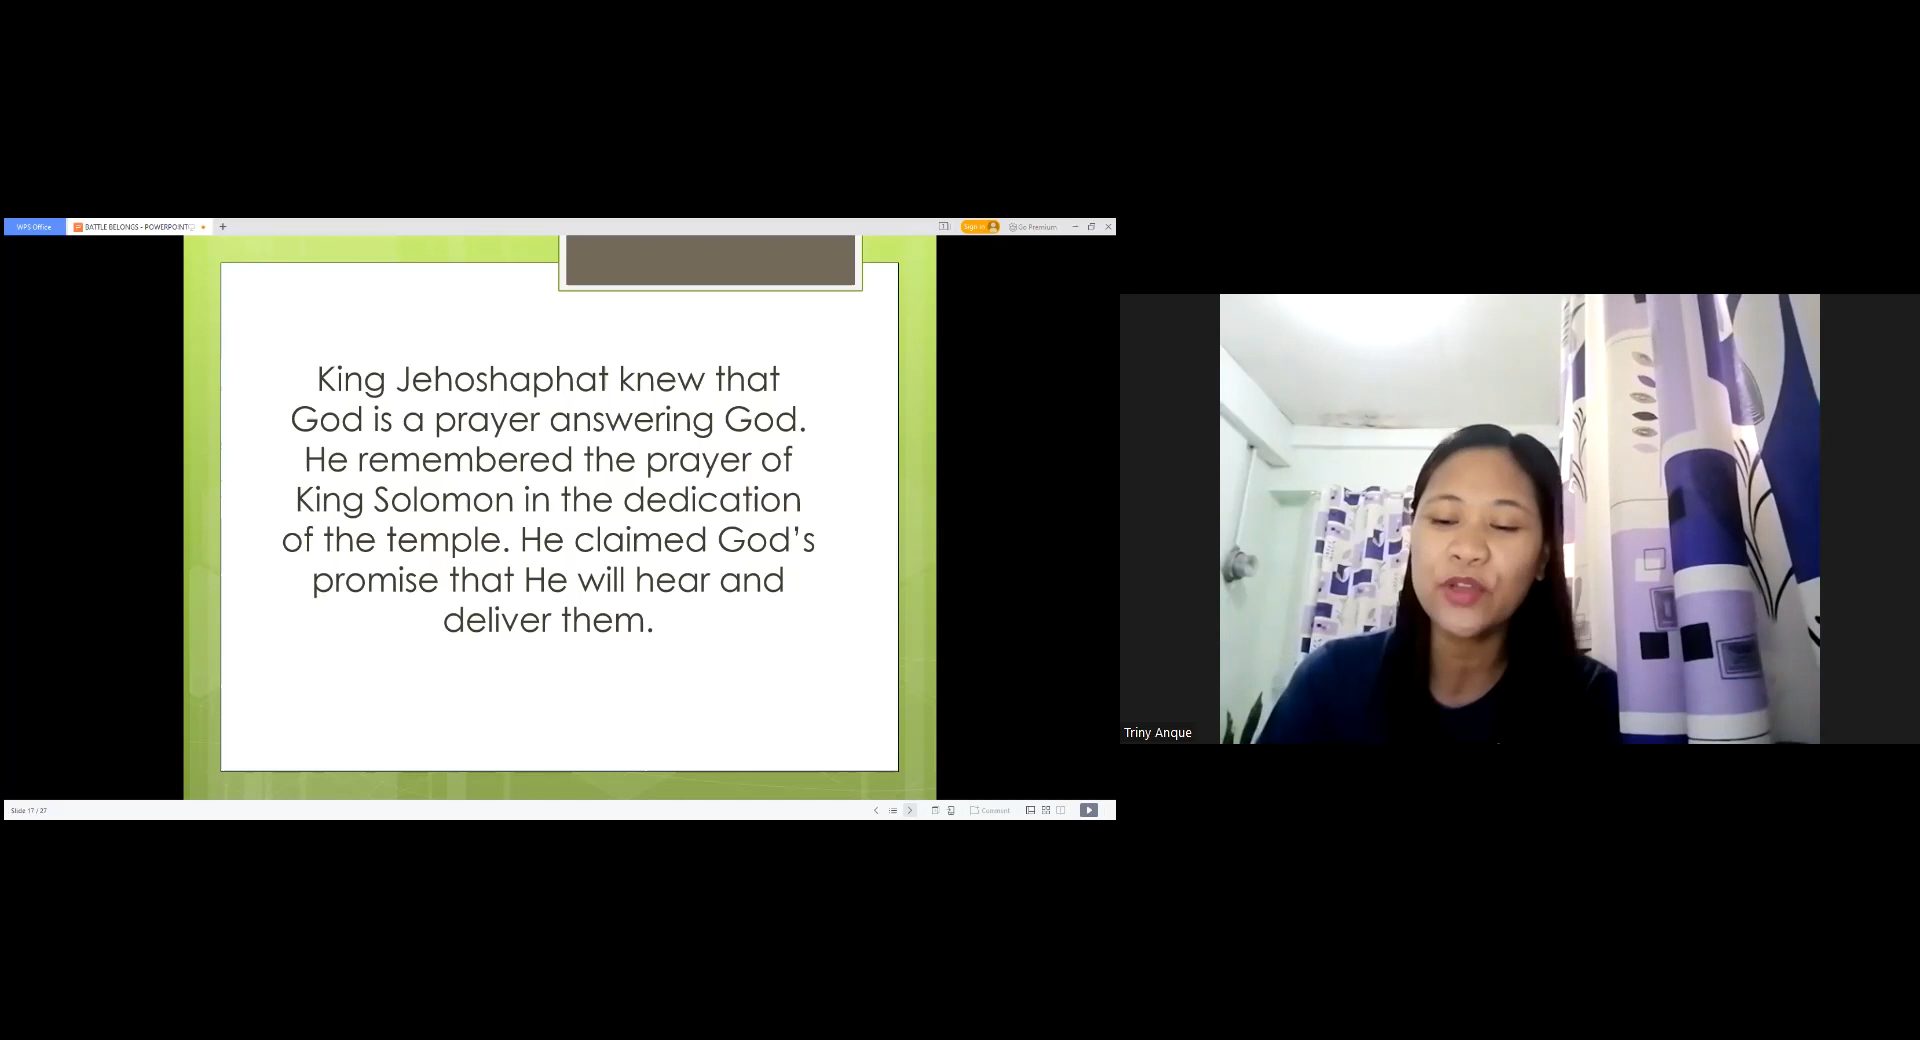 WPS Office
BATTLE BELONGS - POWERPOINT
Sign in
Go Premium
King Jehoshaphat knew that
God is a prayer answering God.
He remembered the prayer of
King Solomon in the dedication
of the temple. He claimed God’s
promise that He will hear and
deliver them.
Slide 17 / 27
Comment
Triny Anque